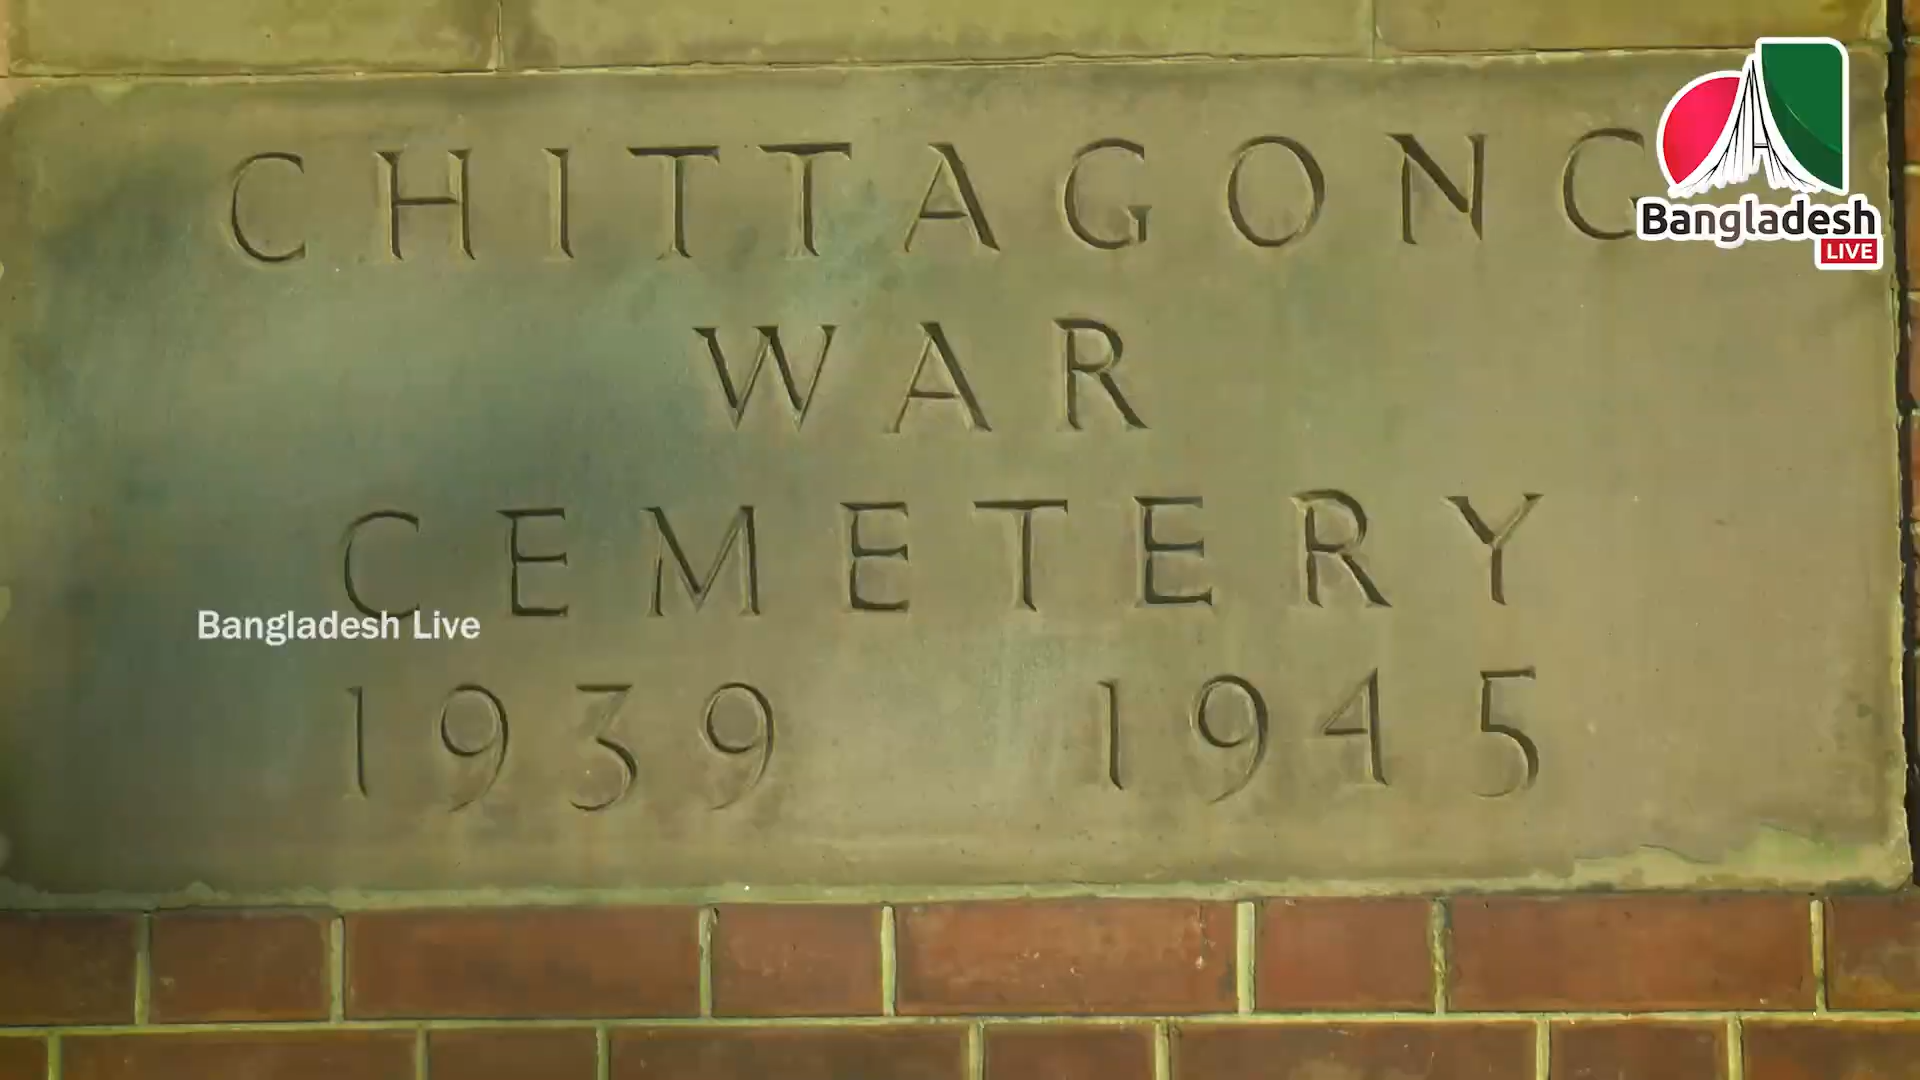 CHITTAGONG
WAR
CEMETERY
1939 1945
Bangladesh
LIVE
Bangladesh Live